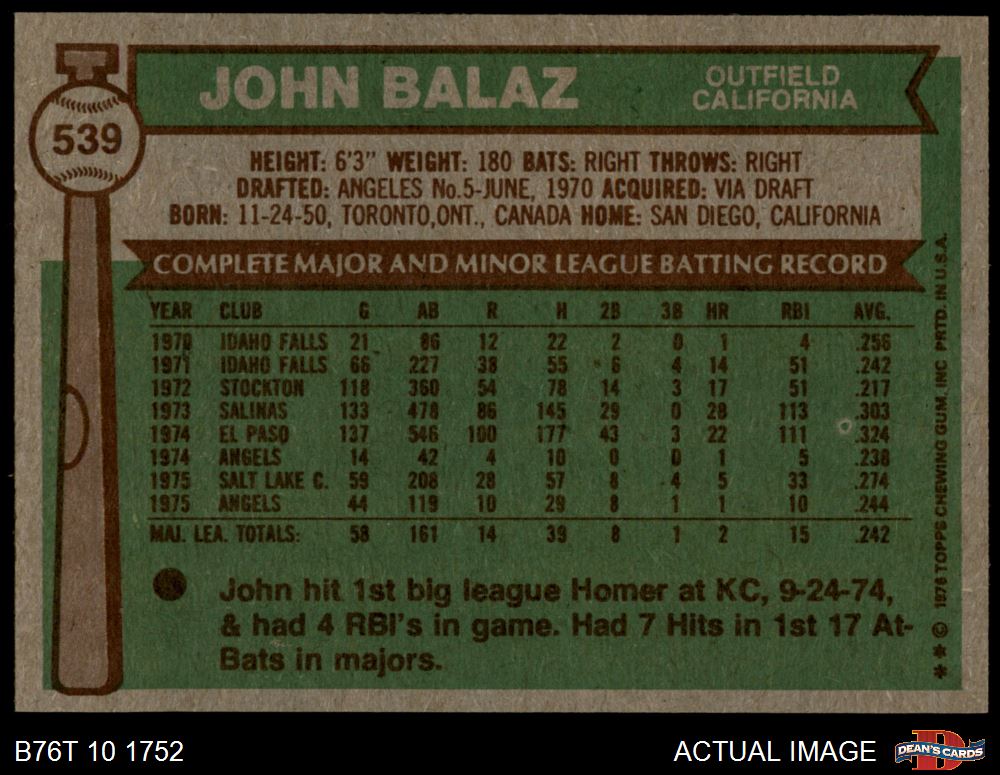 539
JOHN BALAZ
OUTFIELD
CALIFORNIA
HEIGHT: 6'3" WEIGHT: 180 BATS: RIGHT THROWS: RIGHT
DRAFTED: ANGELES No.5-JUNE, 1970 ACQUIRED: VIA DRAFT
BORN: 11-24-50, TORONTO,ONT., CANADA HOME: SAN DIEGO, CALIFORNIA
COMPLETE MAJOR AND MINOR LEAGUE BATTING RECORD
YEAR CLUB G AB R H 2B 3B HR RBI AVG.
1970 IDAHO FALLS 21 86 12 22 2 0 1 4 .256
1971 IDAHO FALLS 66 227 38 55 6 4 14 51 .242
1972 STOCKTON 118 360 54 78 14 3 17 51 .217
1973 SALINAS 133 478 86 145 29 0 28 113 .303
1974 EL PASO 137 546 100 177 43 3 22 111 .324
1974 ANGELS 14 42 4 10 0 0 1 5 .238
1975 SALT LAKE C. 59 208 28 57 8 4 5 33 .274
1975 ANGELS 44 119 10 29 8 1 1 10 .244
MAJ. LEA. TOTALS: 58 161 14 39 8 1 2 15 .242
John hit 1st big league Homer at KC, 9-24-74,
& had 4 RBI's in game. Had 7 Hits in 1st 17 At-
Bats in majors.
* * © 1976 TOPPS CHEWING GUM, INC PRTD. IN U.S.A.
B76T 10 1752
ACTUAL IMAGE
DEAN'S CARDS